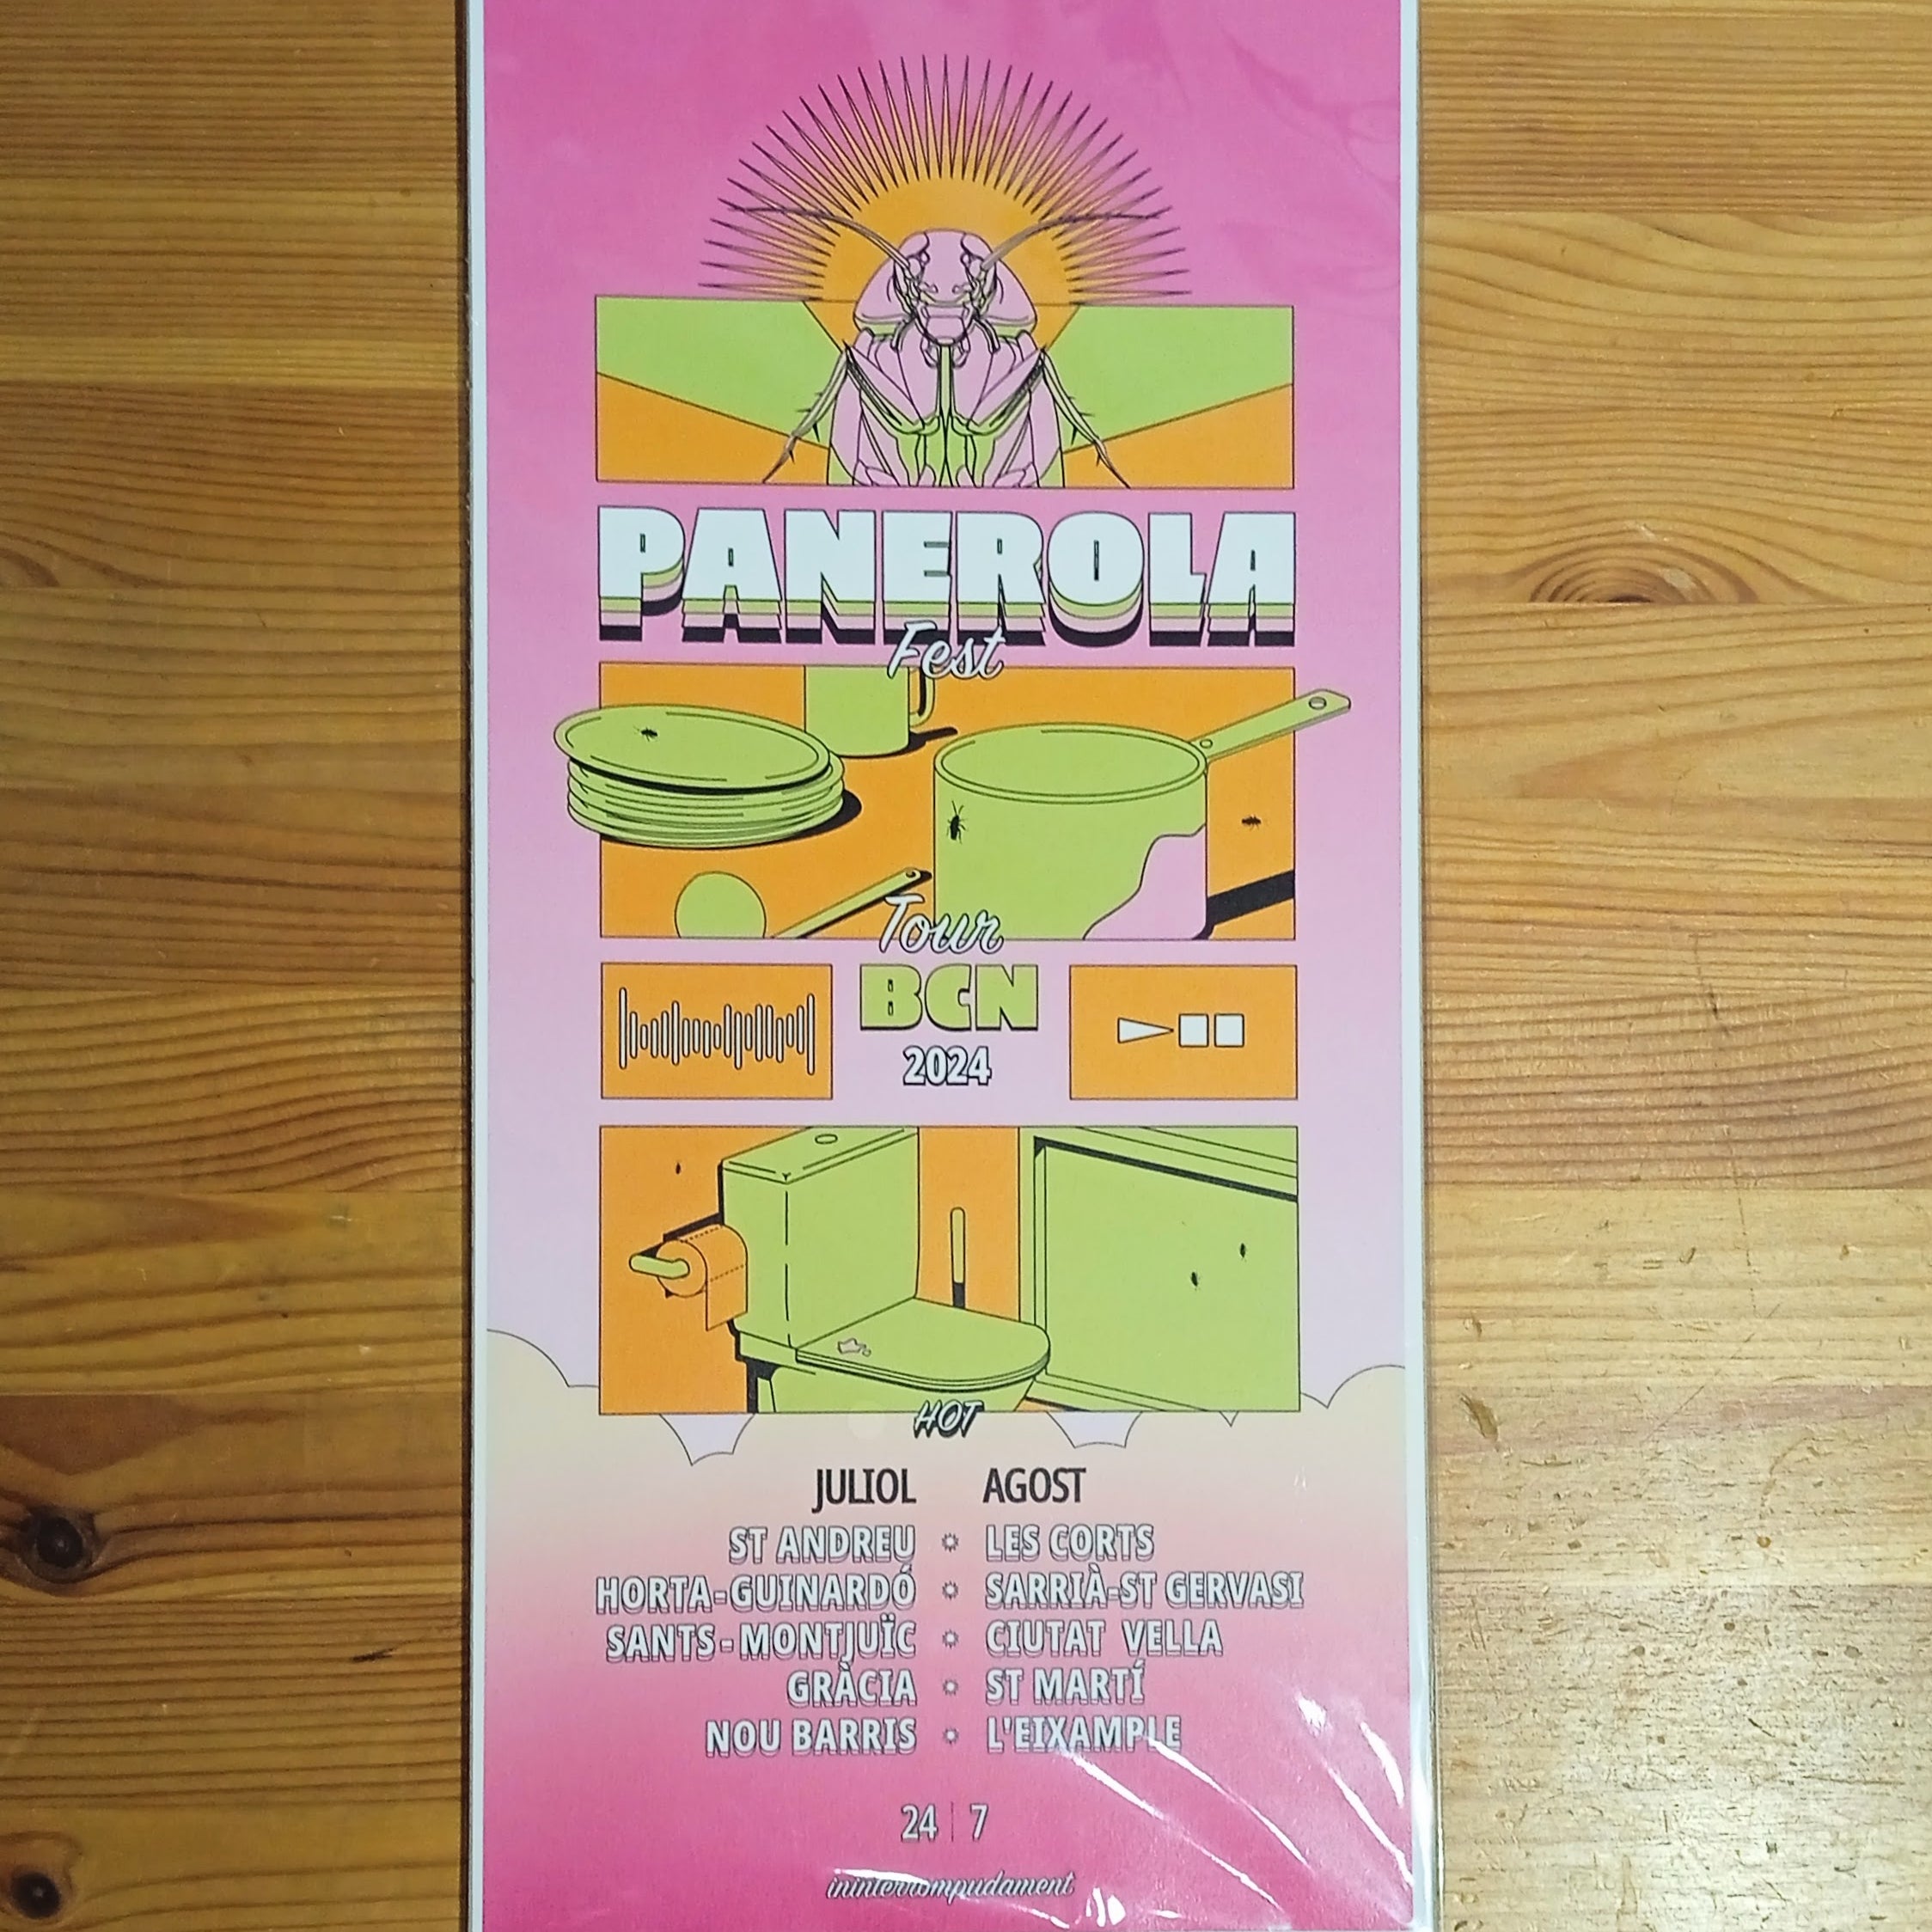 PANEROLA
Fest
Tour
BCN
2024
HOT
JULIOL AGOST
ST ANDREU LES CORTS
HORTA-GUINARDÓ SARRIÀ-ST GERVASI
SANTS-MONTJUÏC CIUTAT VELLA
GRÀCIA ST MARTÍ
NOU BARRIS L'EIXAMPLE
24 | 7
ininterrompudament